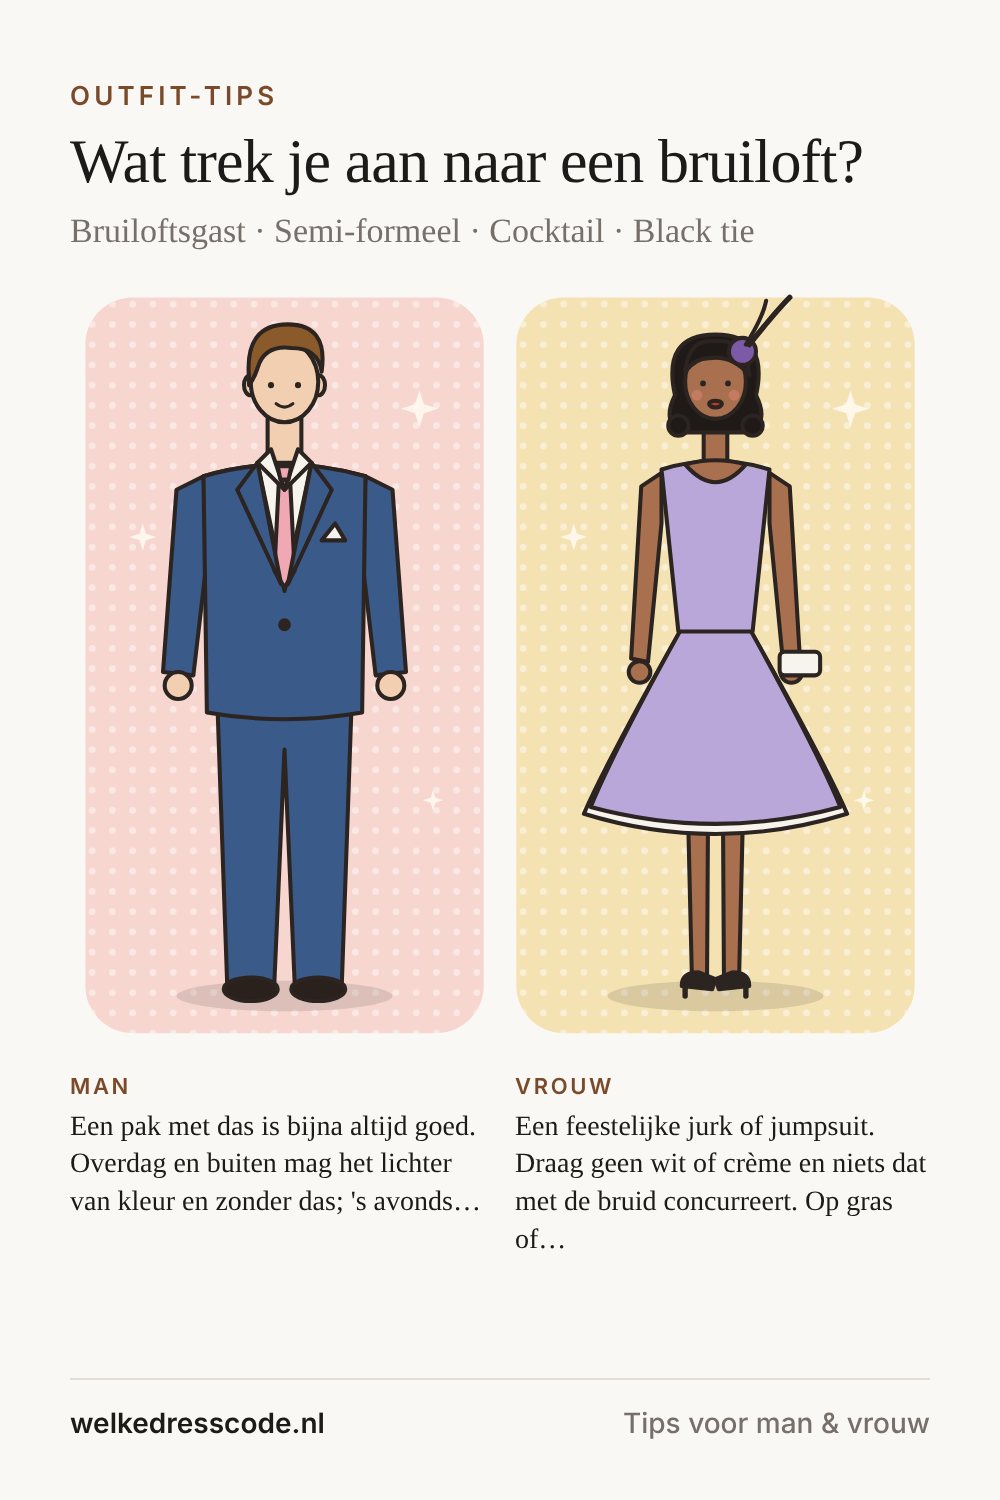 OUTFIT-TIPS
Wat trek je aan naar een bruiloft?
Bruiloftsgast · Semi-formeel · Cocktail · Black tie
MAN
Een pak met das is bijna altijd goed.
Overdag en buiten mag het lichter
van kleur en zonder das; 's avonds…
VROUW
Een feestelijke jurk of jumpsuit.
Draag geen wit of crème en niets dat
met de bruid concurreert. Op gras
of…
welkedresscode.nl
Tips voor man & vrouw